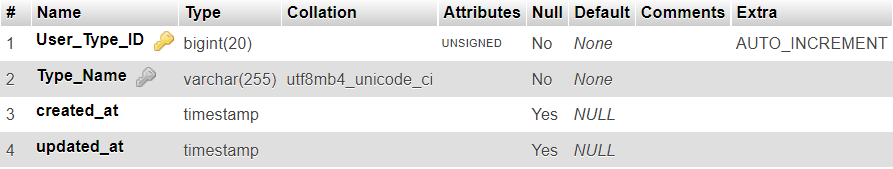 # Name Type Collation Attributes Null Default Comments Extra
1 User_Type_ID bigint(20) UNSIGNED No None AUTO_INCREMENT
2 Type_Name varchar(255) utf8mb4_unicode_ci No None
3 created_at timestamp Yes NULL
4 updated_at timestamp Yes NULL